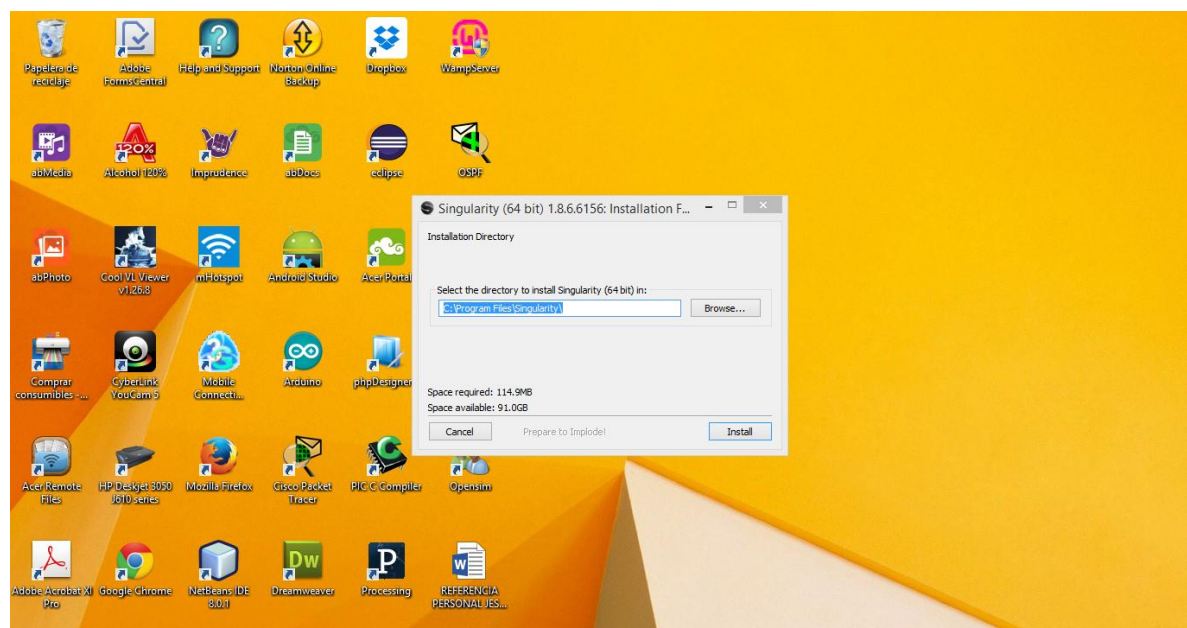 Papelera de
reciclaje
Adobe
FormsCentral
Help and Support
Norton Online
Backup
Dropbox
WampServer
abMedia
120%
Alcohol 120%
Imprudence
abDocs
eclipse
OSPF
abPhoto
Cool VL Viewer
v1.26.8
mHotspot
Android Studio
Acer Portal
Comprar
consumibles -...
CyberLink
YouCam 5
Mobile
Connecti...
Arduino
phpDesigner
Acer Remote
Files
HP Deskjet 3050
J610 series
Mozilla Firefox
Cisco Packet
Tracer
PIC C Compiler
Opensim
Adobe Acrobat XI
Pro
Google Chrome
NetBeans IDE
8.0.1
Dw
Dreamweaver
P
Processing
W
REFERENCIA
PERSONAL JES...
Singularity (64 bit) 1.8.6.6156: Installation F...
Installation Directory
Select the directory to install Singularity (64 bit) in:
C:\Program Files\Singularity\
Browse...
Space required: 114.9MB
Space available: 91.0GB
Cancel
Prepare to Implode!
Install